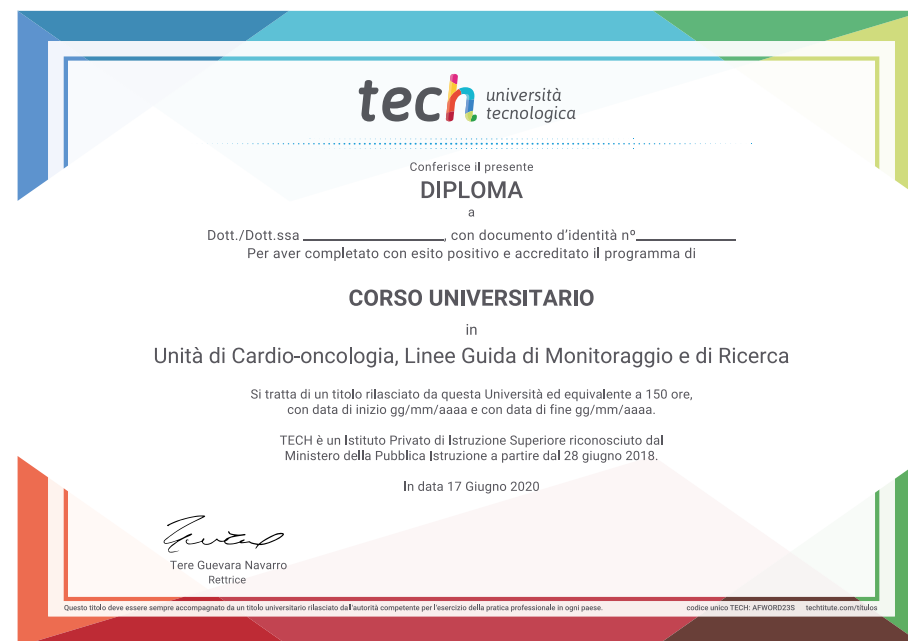 tech università
tecnologica
Conferisce il presente
DIPLOMA
a
Dott./Dott.ssa ________________, con documento d'identità nº____________
Per aver completato con esito positivo e accreditato il programma di
CORSO UNIVERSITARIO
in
Unità di Cardio-oncologia, Linee Guida di Monitoraggio e di Ricerca
Si tratta di un titolo rilasciato da questa Università ed equivalente a 150 ore,
con data di inizio gg/mm/aaaa e con data di fine gg/mm/aaaa.
TECH è un Istituto Privato di Istruzione Superiore riconosciuto dal
Ministero della Pubblica Istruzione a partire dal 28 giugno 2018.
In data 17 Giugno 2020
Tere Guevara Navarro
Rettrice
Questo titolo deve essere sempre accompagnato da un titolo universitario rilasciato dall'autorità competente per l'esercizio della pratica professionale in ogni paese. codice unico TECH: AFWORD23S techtitute.com/titulos